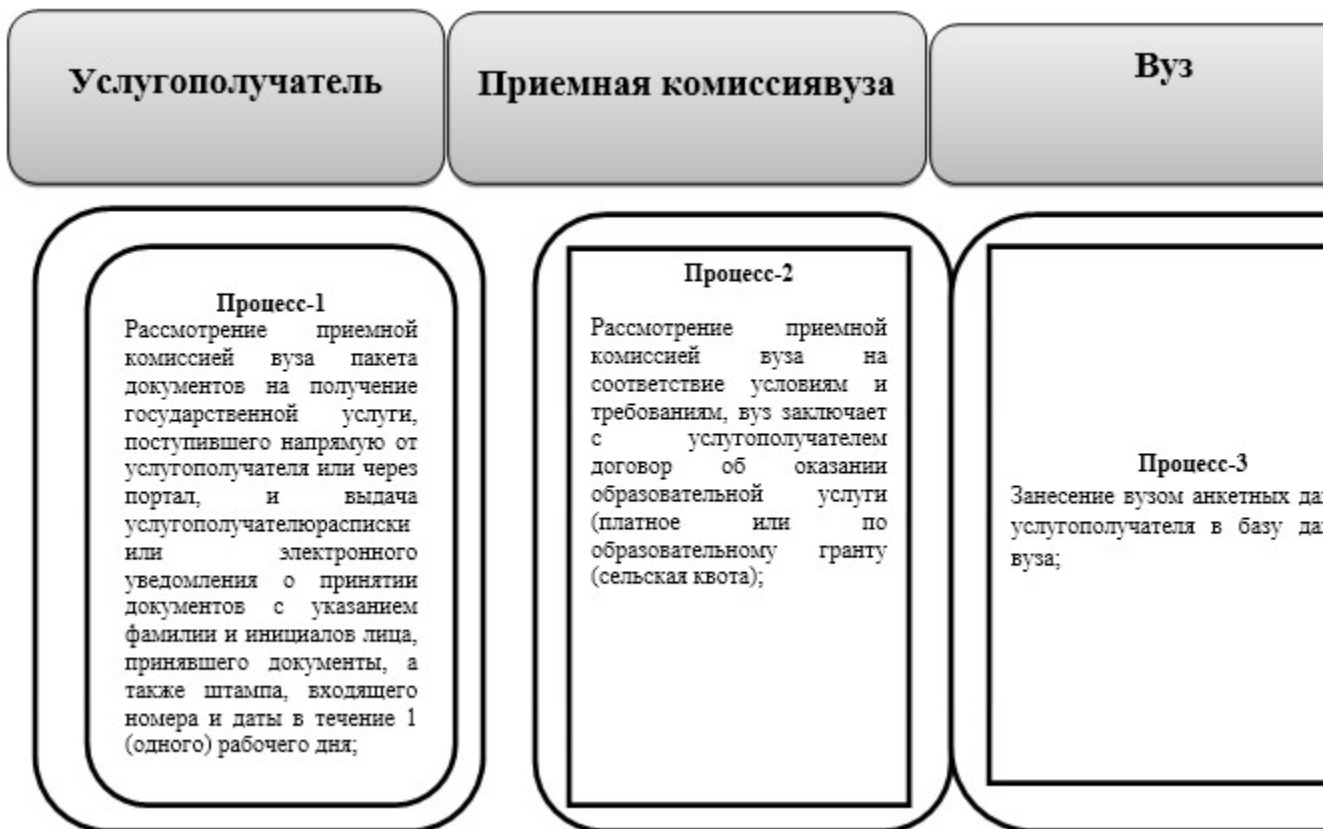 Услугополучатель
Приемная комиссиявуза
Вуз
Процесс-1
Рассмотрение приемной
комиссией вуза пакета
документов на получение
государственной услуги,
поступившего напрямую от
услугополучателя или через
портал, и выдача
услугополучателюрасписки
или электронного
уведомления о принятии
документов с указанием
фамилии и инициалов лица,
принявшего документы, а
также штампа, входящего
номера и даты в течение 1
(одного) рабочего дня;
Процесс-2
Рассмотрение приемной
комиссией вуза на
соответствие условиям и
требованиям, вуз заключает
с услугополучателем
договор об оказании
образовательной услуги
(платное или по
образовательному гранту
(сельская квота);
Процесс-3
Занесение вузом анкетных
услугополучателя в базу
вуза;